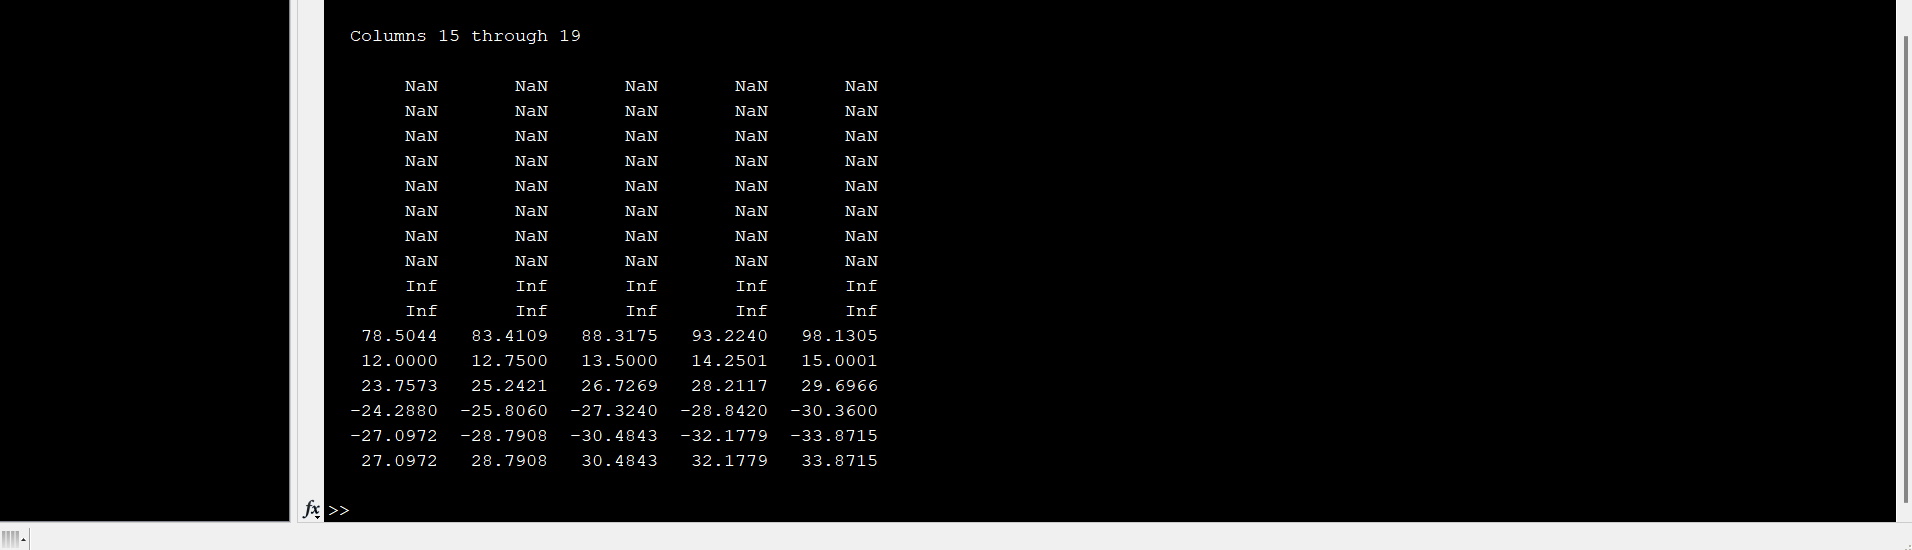 Columns 15 through 19
NaN NaN NaN NaN NaN
NaN NaN NaN NaN NaN
NaN NaN NaN NaN NaN
NaN NaN NaN NaN NaN
NaN NaN NaN NaN NaN
NaN NaN NaN NaN NaN
NaN NaN NaN NaN NaN
NaN NaN NaN NaN NaN
Inf Inf Inf Inf Inf
Inf Inf Inf Inf Inf
78.5044 83.4109 88.3175 93.2240 98.1305
12.0000 12.7500 13.5000 14.2501 15.0001
23.7573 25.2421 26.7269 28.2117 29.6966
-24.2880 -25.8060 -27.3240 -28.8420 -30.3600
-27.0972 -28.7908 -30.4843 -32.1779 -33.8715
27.0972 28.7908 30.4843 32.1779 33.8715
fx >>